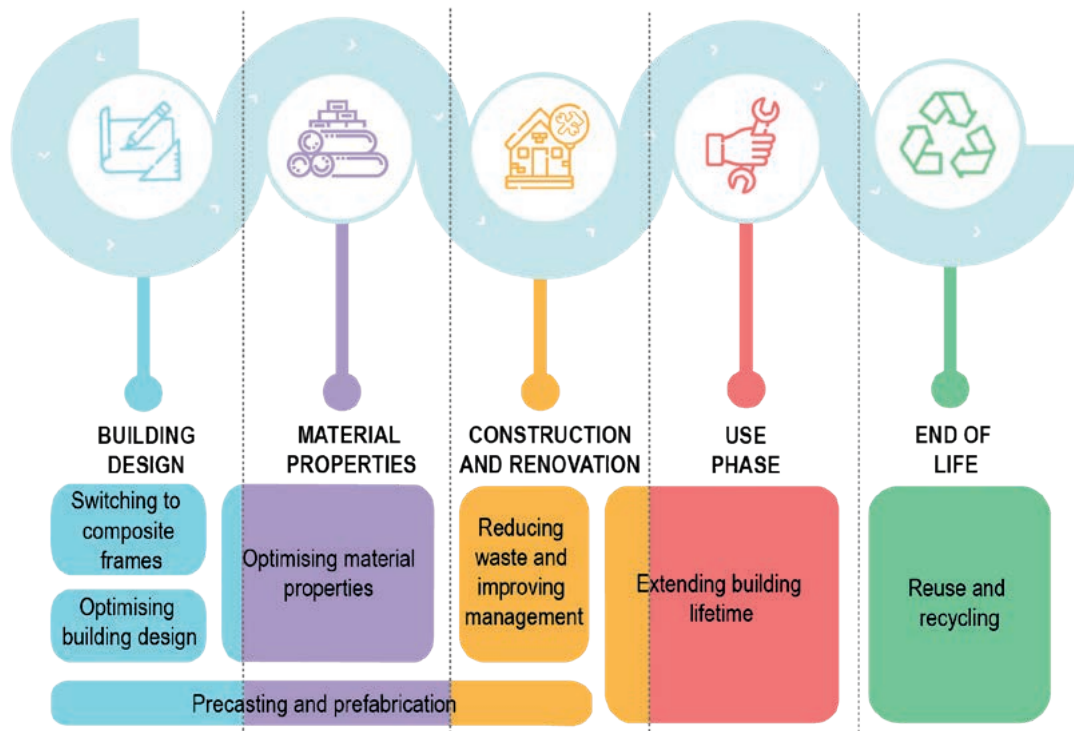 BUILDING
DESIGN
MATERIAL
PROPERTIES
CONSTRUCTION
AND RENOVATION
USE
PHASE
END OF
LIFE
Switching to
composite
frames
Optimising
building design
Optimising material
properties
Reducing
waste and
improving
management
Extending building
lifetime
Reuse and
recycling
Precasting and prefabrication